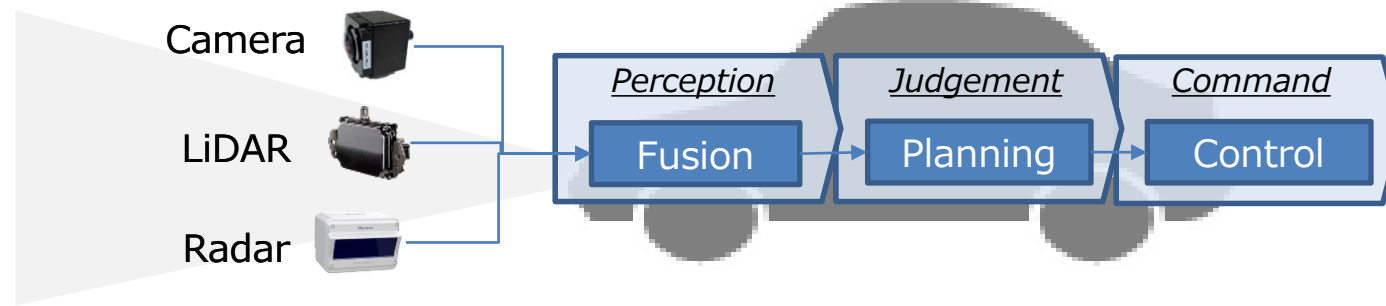 Camera
LiDAR
Radar
Perception
Fusion
Judgement
Planning
Command
Control